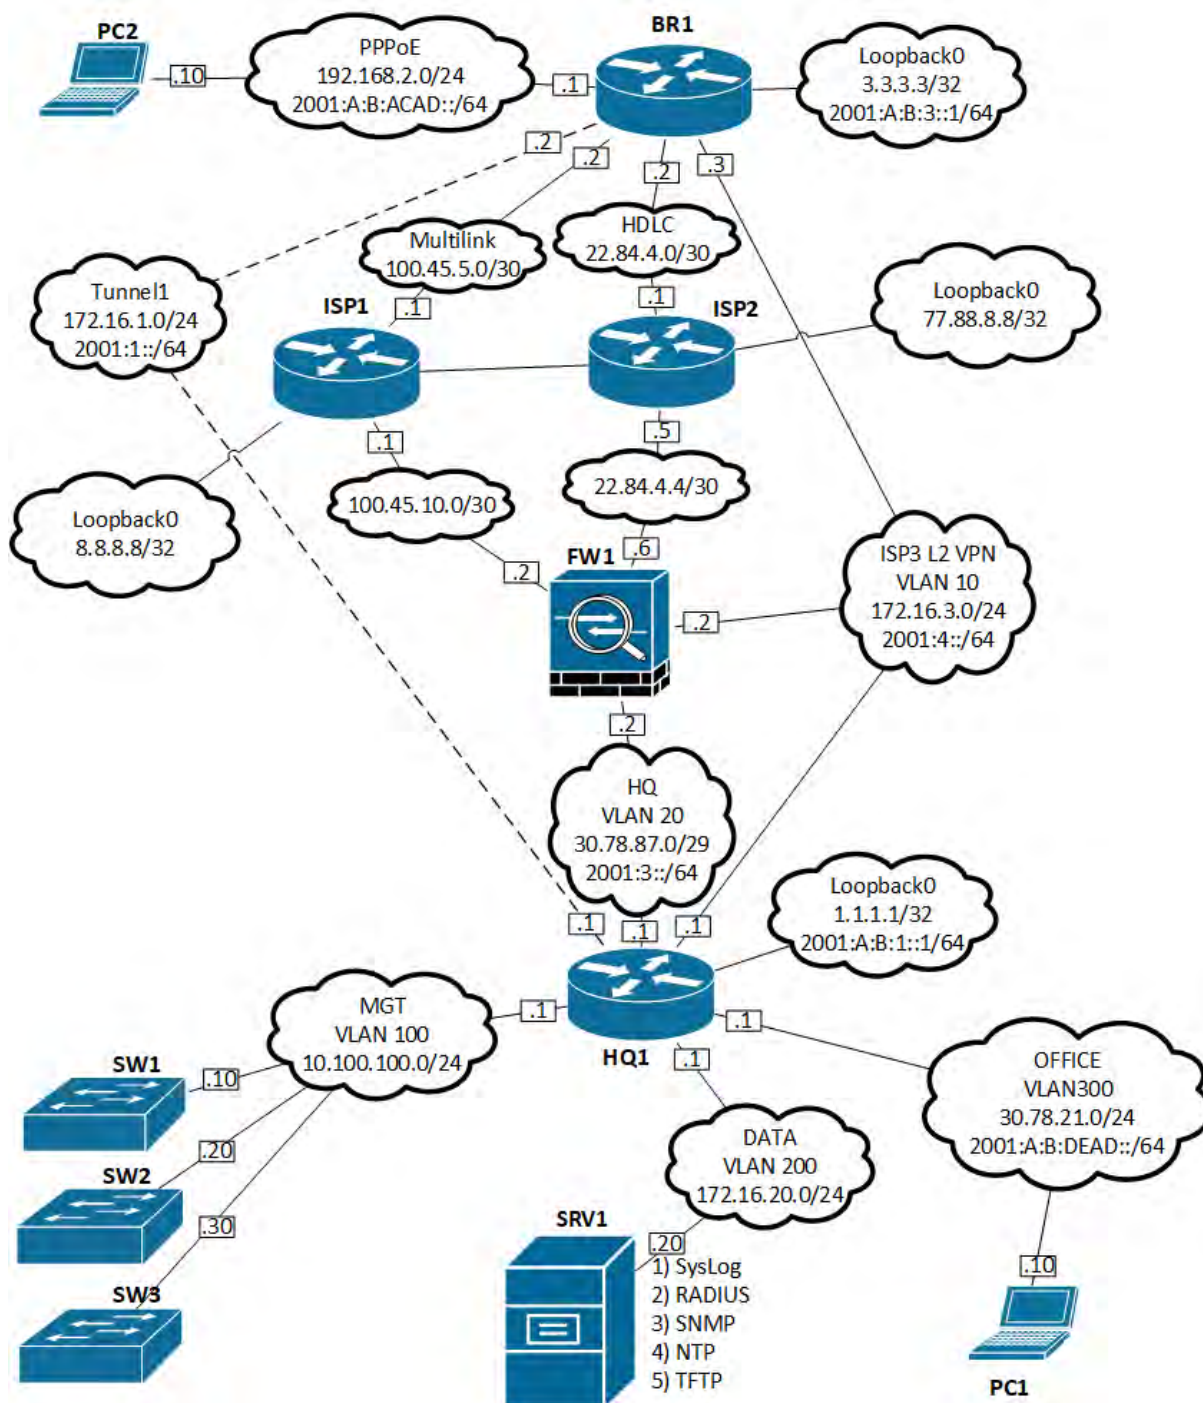 PC2
BR1
PPPoE
192.168.2.0/24
2001:A:B:ACAD::/64
.10
.1
Loopback0
3.3.3.3/32
2001:A:B:3::1/64
.2
.2
.2
.3
Multilink
100.45.5.0/30
HDLC
22.84.4.0/30
Tunnel1
172.16.1.0/24
2001:1::/64
ISP1
.1
.1
ISP2
Loopback0
77.88.8.8/32
.1
.5
Loopback0
8.8.8.8/32
100.45.10.0/30
22.84.4.4/30
FW1
.2
.6
.2
ISP3 L2 VPN
VLAN 10
172.16.3.0/24
2001:4::/64
.2
HQ
VLAN 20
30.78.87.0/29
2001:3::/64
.1
.1
.1
Loopback0
1.1.1.1/32
2001:A:B:1::1/64
MGT
VLAN 100
10.100.100.0/24
.1
HQ1
.1
.1
OFFICE
VLAN300
30.78.21.0/24
2001:A:B:DEAD::/64
SW1
.10
SW2
.20
SW3
.30
DATA
VLAN 200
172.16.20.0/24
SRV1
.20
1) SysLog
2) RADIUS
3) SNMP
4) NTP
5) TFTP
.10
PC1